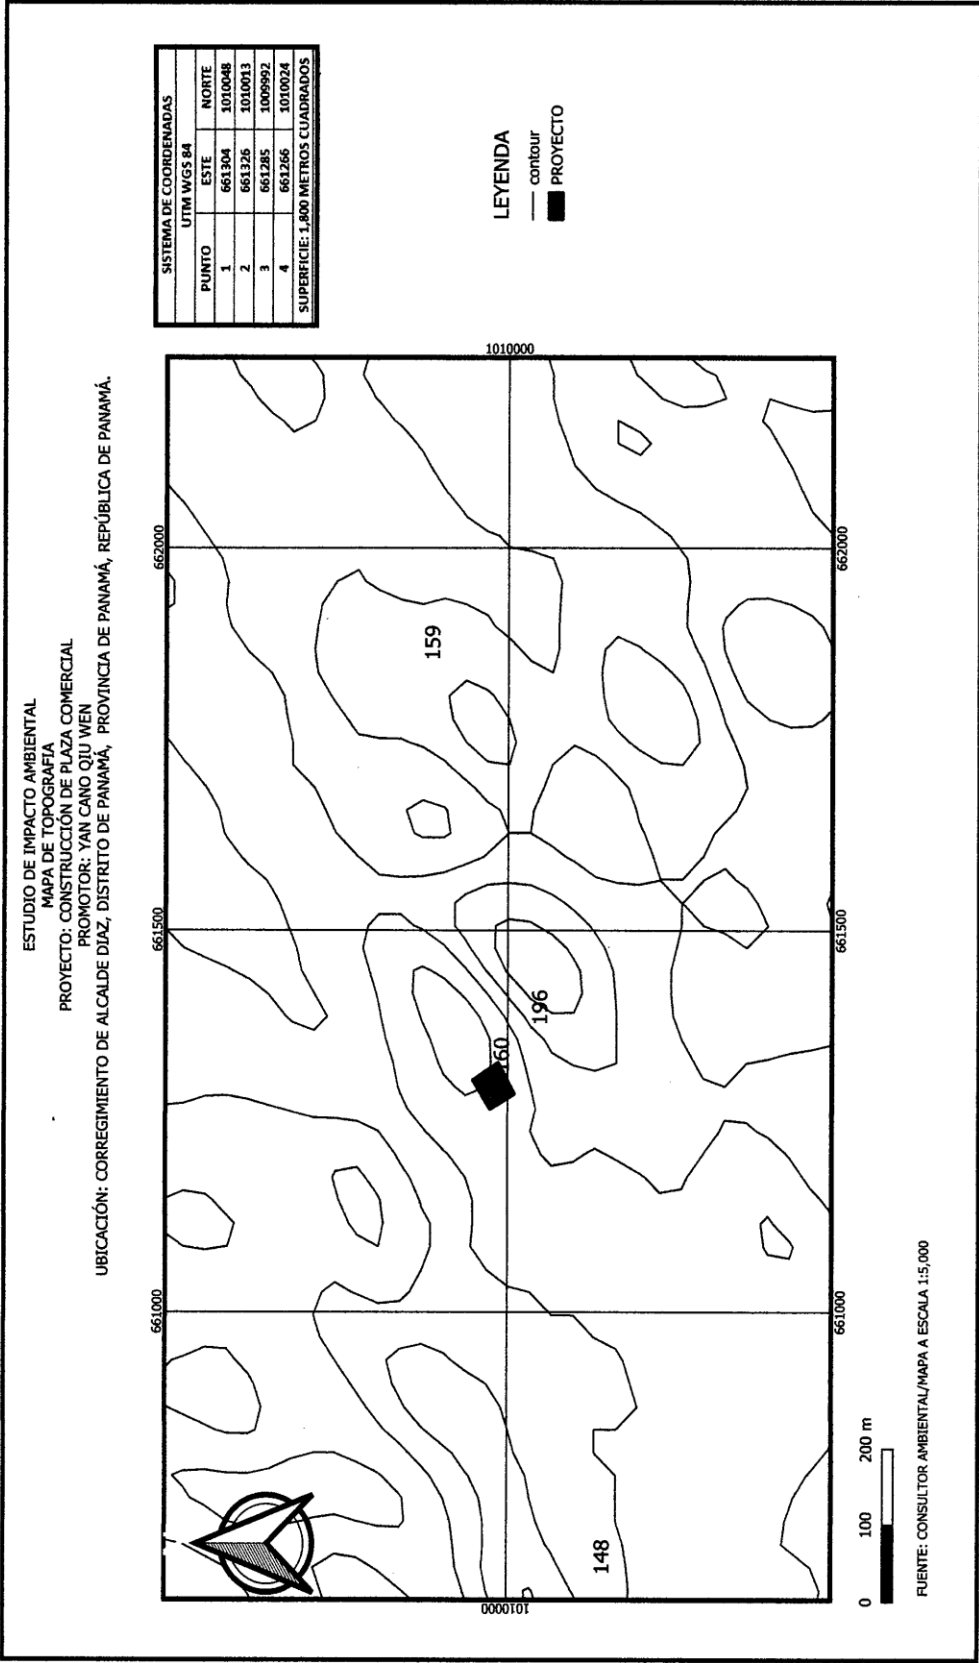 ESTUDIO DE IMPACTO AMBIENTAL
MAPA DE TOPOGRAFIA
PROYECTO: CONSTRUCCIÓN DE PLAZA COMERCIAL
PROMOTOR: YAN CANO QIU WEN
UBICACIÓN: CORREGIMIENTO DE ALCALDE DIAZ, DISTRITO DE PANAMÁ, PROVINCIA DE PANAMÁ, REPÚBLICA DE PANAMÁ.
661000 661500 662000
1010000
1010000
159
160
196
148
661000 661500 662000
SISTEMA DE COORDENADAS
UTM WGS 84
PUNTO ESTE NORTE
1 661304 1010048
2 661326 1010013
3 661285 1009992
4 661266 1010024
SUPERFICIE: 1,800 METROS CUADRADOS
LEYENDA
contour
PROYECTO
0 100 200 m
FUENTE: CONSULTOR AMBIENTAL/MAPA A ESCALA 1:5,000